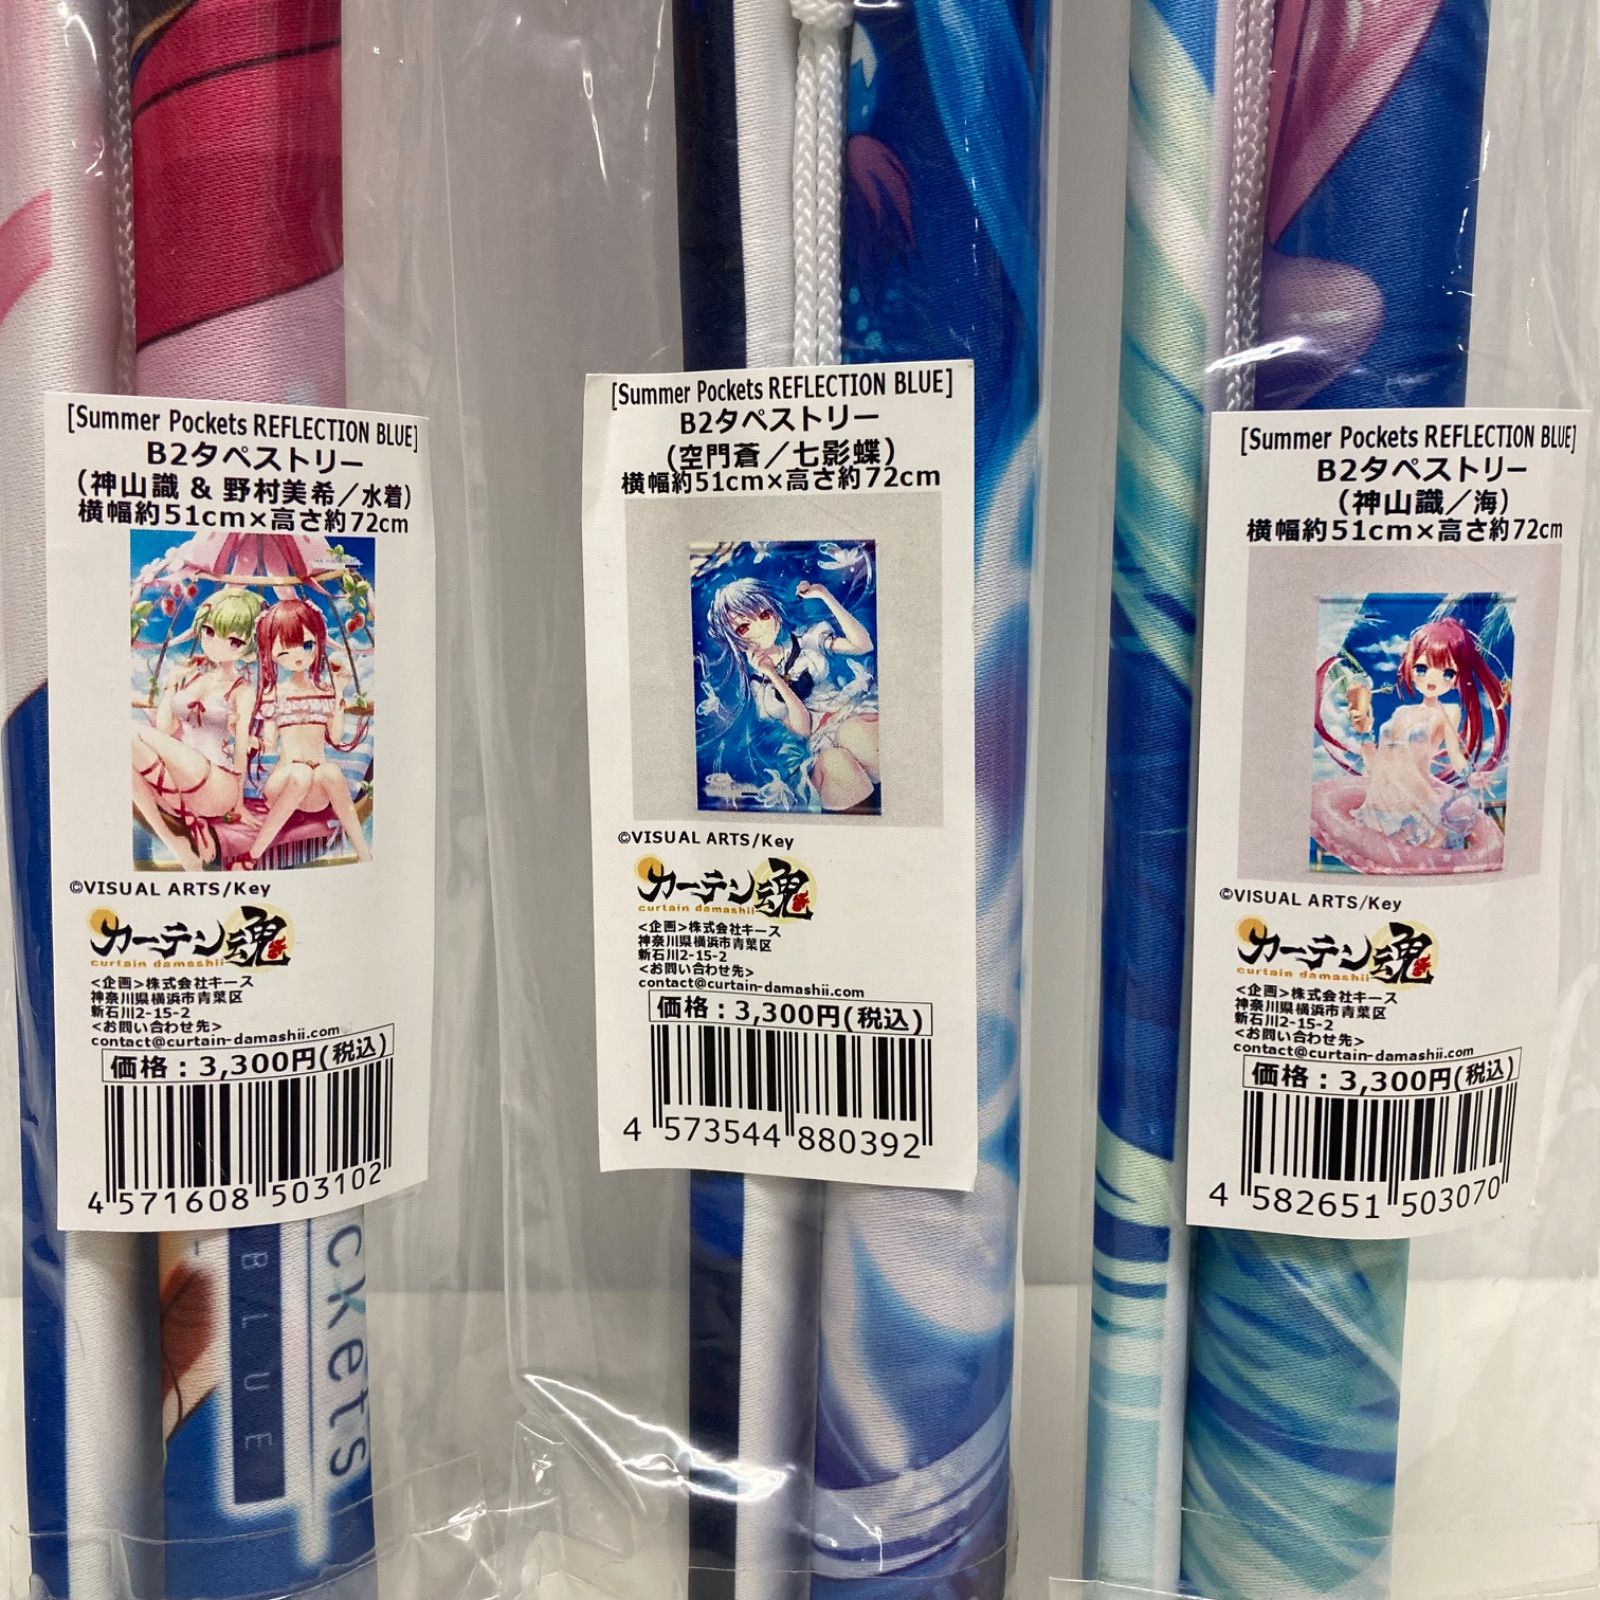 [Summer Pockets REFLECTION BLUE]
B2タペストリー
(神山識 & 野村美希／水着)
横幅約51cm×高さ約72cm
©VISUAL ARTS/Key
カーテン魂
curtain damashii
<企画>株式会社キース
神奈川県横浜市青葉区
新石川2-15-2
<お問い合わせ先>
contact@curtain-damashii.com
価格：3,300円(税込)
4 571608 503102
ckets
BLUE
[Summer Pockets REFLECTION BLUE]
B2タペストリー
(空門蒼／七影蝶)
横幅約51cm×高さ約72cm
©VISUAL ARTS/Key
カーテン魂
curtain damashii
<企画>株式会社キース
神奈川県横浜市青葉区
新石川2-15-2
<お問い合わせ先>
contact@curtain-damashii.com
価格：3,300円(税込)
4 573544 880392
[Summer Pockets REFLECTION BLUE]
B2タペストリー
(神山識／海)
横幅約51cm×高さ約72cm
©VISUAL ARTS/Key
カーテン魂
curtain damashii
<企画>株式会社キース
神奈川県横浜市青葉区
新石川2-15-2
<お問い合わせ先>
contact@curtain-damashii.com
価格：3,300円(税込)
4 582651 503070